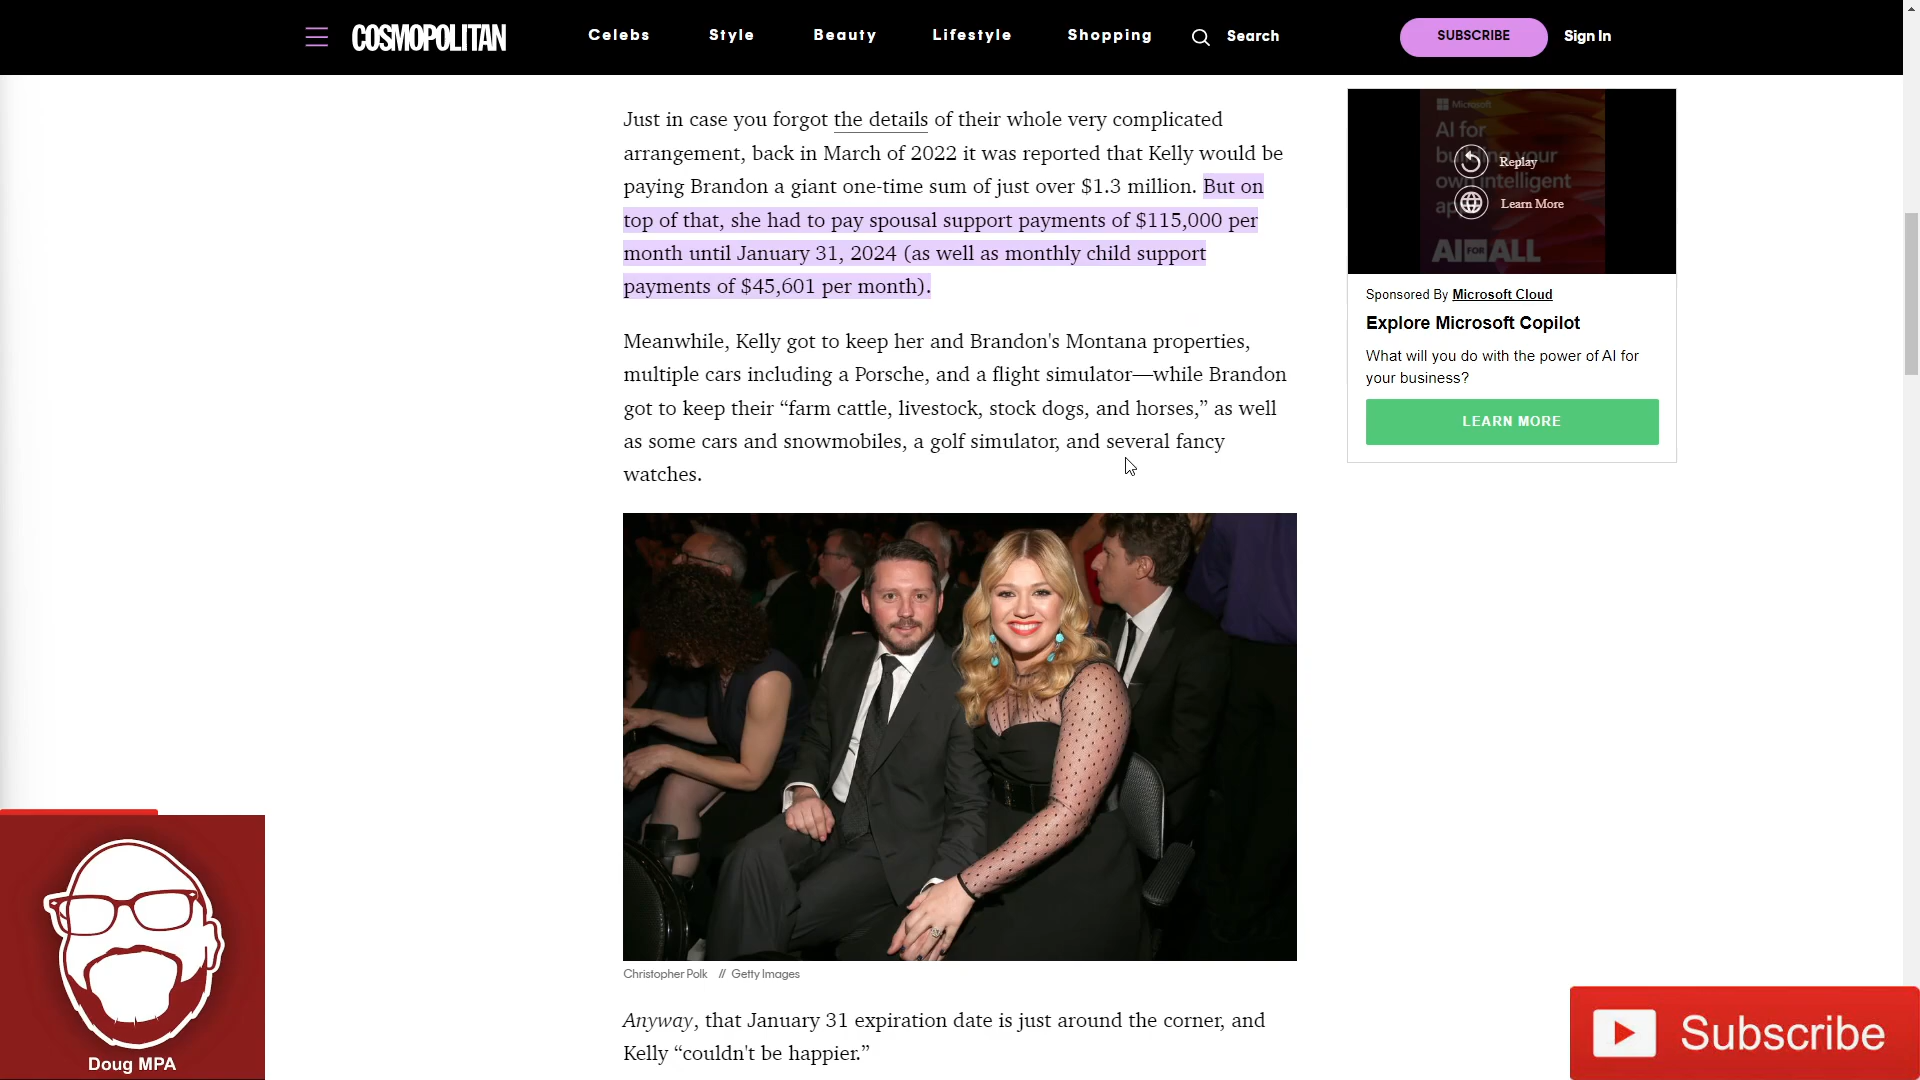 COSMOPOLITAN
Celebs
Style
Beauty
Lifestyle
Shopping
Search
SUBSCRIBE
Sign In
Just in case you forgot the details of their whole very complicated
arrangement, back in March of 2022 it was reported that Kelly would be
paying Brandon a giant one-time sum of just over $1.3 million. But on
top of that, she had to pay spousal support payments of $115,000 per
month until January 31, 2024 (as well as monthly child support
payments of $45,601 per month).
Meanwhile, Kelly got to keep her and Brandon's Montana properties,
multiple cars including a Porsche, and a flight simulator—while Brandon
got to keep their “farm cattle, livestock, stock dogs, and horses,” as well
as some cars and snowmobiles, a golf simulator, and several fancy
watches.
Christopher Polk // Getty Images
Anyway, that January 31 expiration date is just around the corner, and
Kelly “couldn't be happier.”
Microsoft
AI for
building your
own intelligent
Replay
Learn More
AI FOR ALL
Sponsored By Microsoft Cloud
Explore Microsoft Copilot
What will you do with the power of AI for
your business?
LEARN MORE
Doug MPA
Subscribe